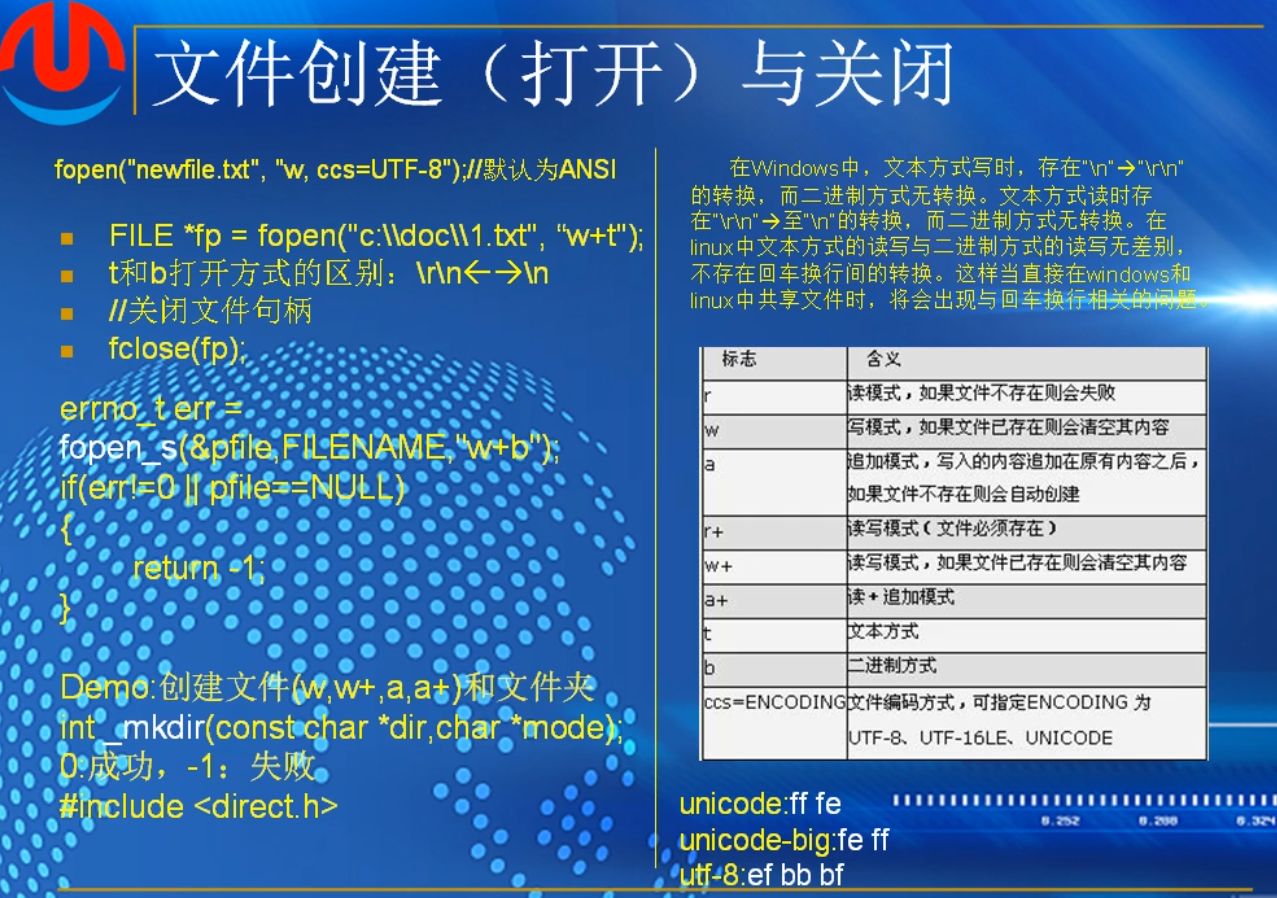 文件创建（打开）与关闭
fopen("newfile.txt", "w, ccs=UTF-8");//默认为ANSI
FILE *fp = fopen("c:\\doc\\1.txt", “w+t");
t和b打开方式的区别：\r\n←→\n
//关闭文件句柄
fclose(fp);
errno_t err =
fopen_s(&pfile,FILENAME,"w+b");
if(err!=0 || pfile==NULL)
{
return -1;
}
Demo:创建文件(w,w+,a,a+)和文件夹
int _mkdir(const char *dir,char *mode);
0:成功，-1：失败
#include <direct.h>
在Windows中，文本方式写时，存在"\n"→"\r\n"
的转换，而二进制方式无转换。文本方式读时存
在"\r\n"→至"\n"的转换，而二进制方式无转换。在
linux中文本方式的读写与二进制方式的读写无差别，
不存在回车换行间的转换。这样当直接在windows和
linux中共享文件时，将会出现与回车换行相关的问题。
标志 含义
r 读模式，如果文件不存在则会失败
w 写模式，如果文件已存在则会清空其内容
a 追加模式，写入的内容追加在原有内容之后，
如果文件不存在则会自动创建
r+ 读写模式（文件必须存在）
w+ 读写模式，如果文件已存在则会清空其内容
a+ 读+追加模式
t 文本方式
b 二进制方式
ccs=ENCODING 文件编码方式，可指定ENCODING 为
UTF-8、UTF-16LE、UNICODE
unicode:ff fe
unicode-big:fe ff
utf-8:ef bb bf
0.252 0.288 0.324